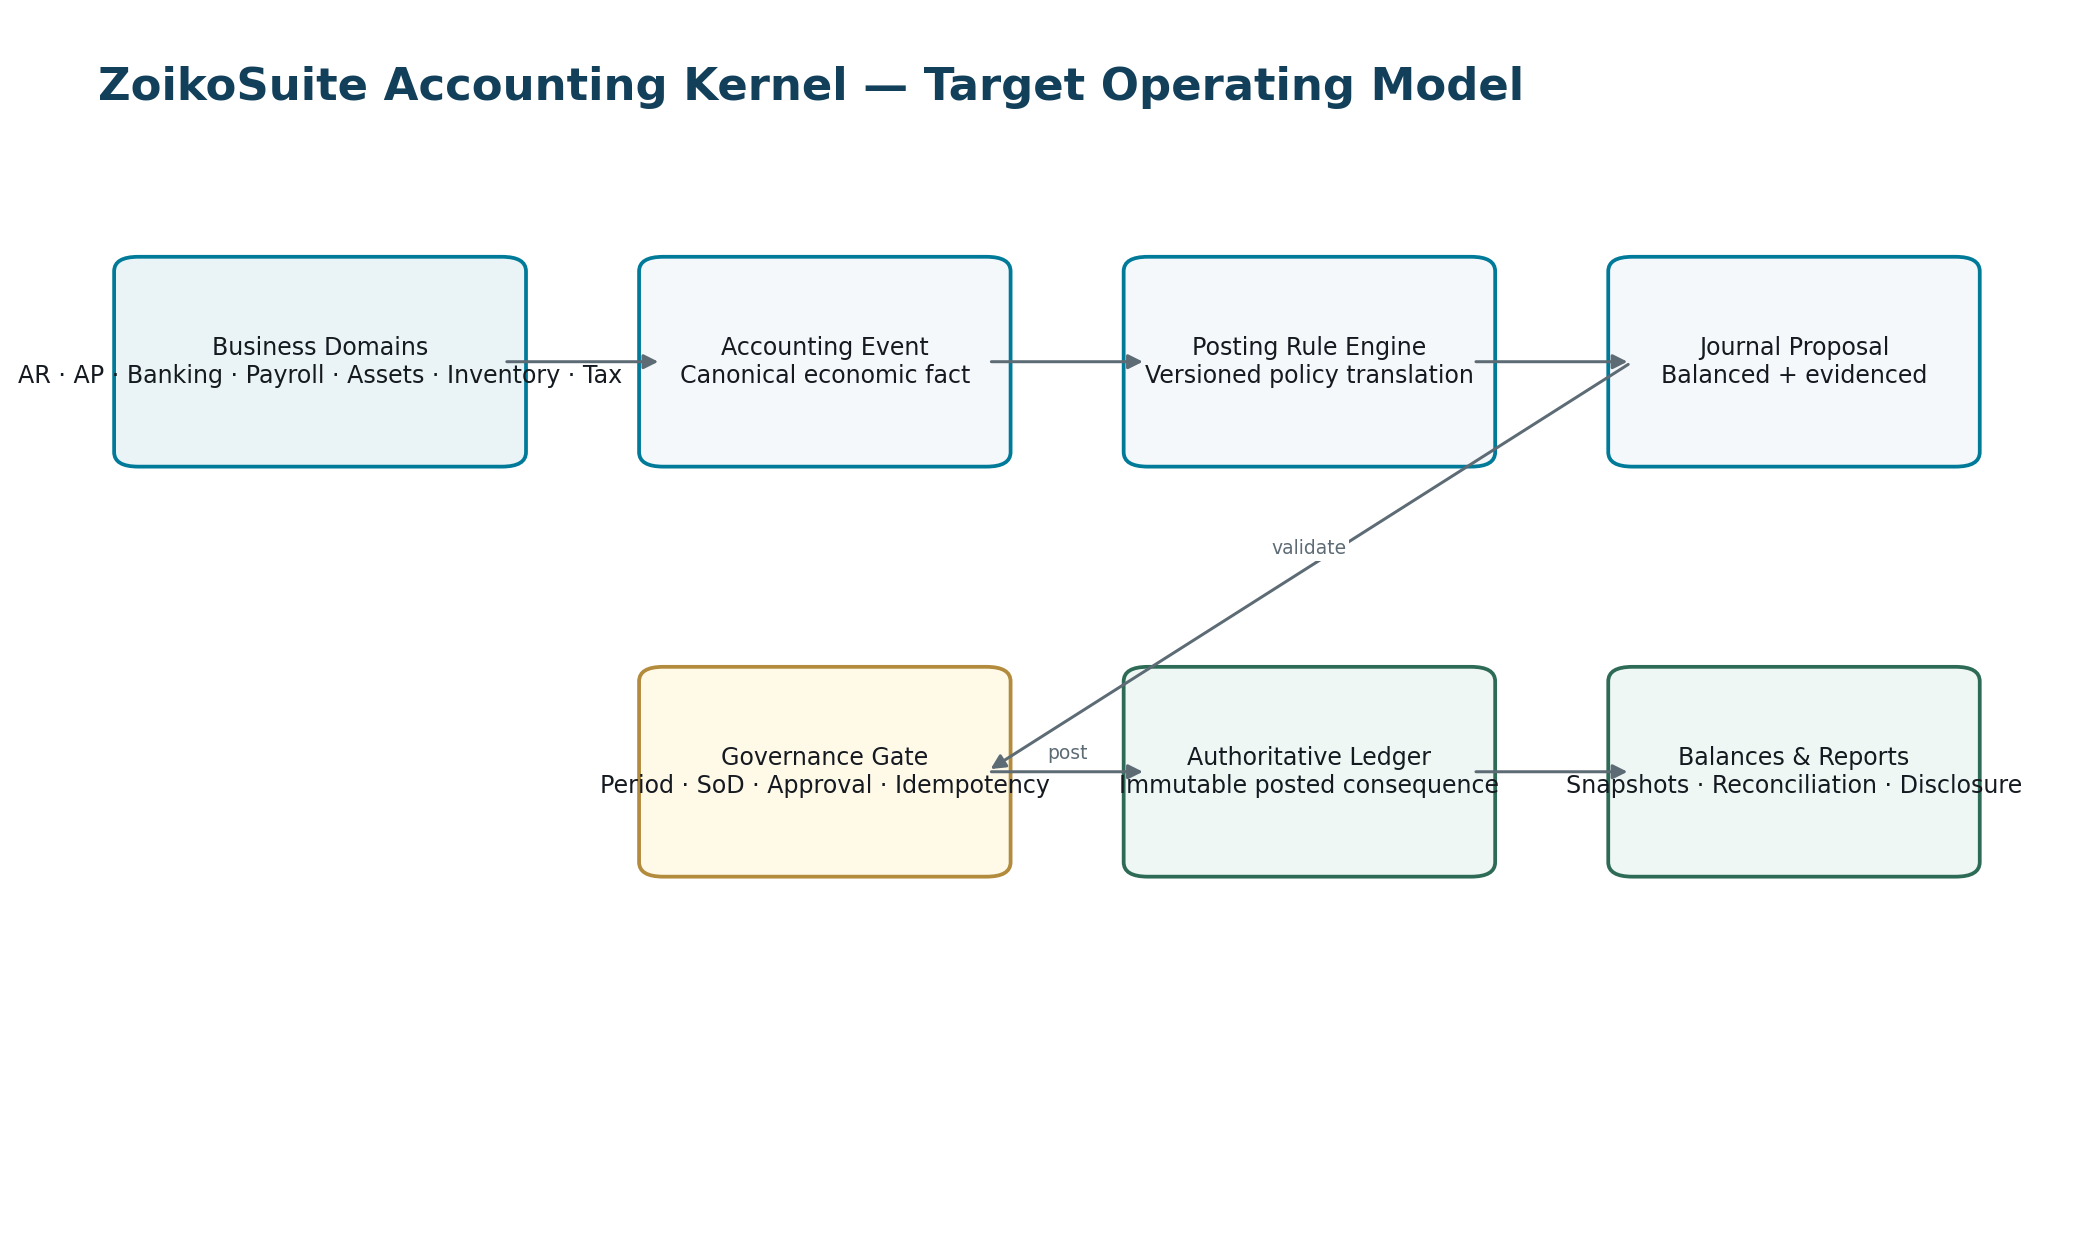 ZoikoSuite Accounting Kernel — Target Operating Model
Business Domains
AR · AP · Banking · Payroll · Assets · Inventory · Tax
Accounting Event
Canonical economic fact
Posting Rule Engine
Versioned policy translation
Journal Proposal
Balanced + evidenced
validate
Governance Gate
Period · SoD · Approval · Idempotency
post
Authoritative Ledger
Immutable posted consequence
Balances & Reports
Snapshots · Reconciliation · Disclosure